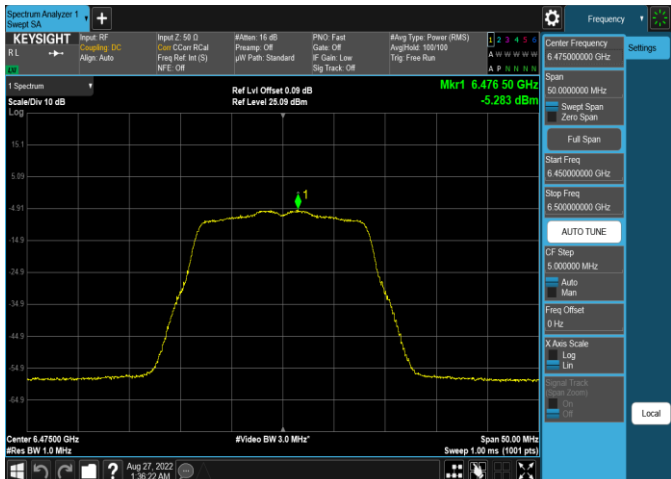 Spectrum Analyzer 1
Swept SA
+
Frequency
KEYSIGHT
Input: RF
Input Z: 50 Ω
#Atten: 16 dB
PNO: Fast
#Avg Type: Power (RMS)
1 2 3 4 5 6
R L
Coupling: DC
Corr CCorr RCal
Preamp: Off
Gate: Off
Avg|Hold: 100/100
A W W W W W
Align: Auto
Freq Ref: Int (S)
µW Path: Standard
IF Gain: Low
Trig: Free Run
NFE: Off
Sig Track: Off
A P N N N N
1 Spectrum
Scale/Div 10 dB
Log
Ref Lvl Offset 0.09 dB
Ref Level 25.09 dBm
Mkr1 6.476 50 GHz
-5.283 dBm
15.1
5.09
-4.91
-14.9
-24.9
-34.9
-44.9
-54.9
-64.9
1
Center 6.47500 GHz
#Res BW 1.0 MHz
#Video BW 3.0 MHz*
Span 50.00 MHz
Sweep 1.00 ms (1001 pts)
Center Frequency
6.475000000 GHz
Span
50.0000000 MHz
Swept Span
Zero Span
Full Span
Start Freq
6.450000000 GHz
Stop Freq
6.500000000 GHz
AUTO TUNE
CF Step
5.000000 MHz
Auto
Man
Freq Offset
0 Hz
X Axis Scale
Log
Lin
Signal Track
(Span Zoom)
On
Off
Settings
Local
?
Aug 27, 2022
1:36:22 AM